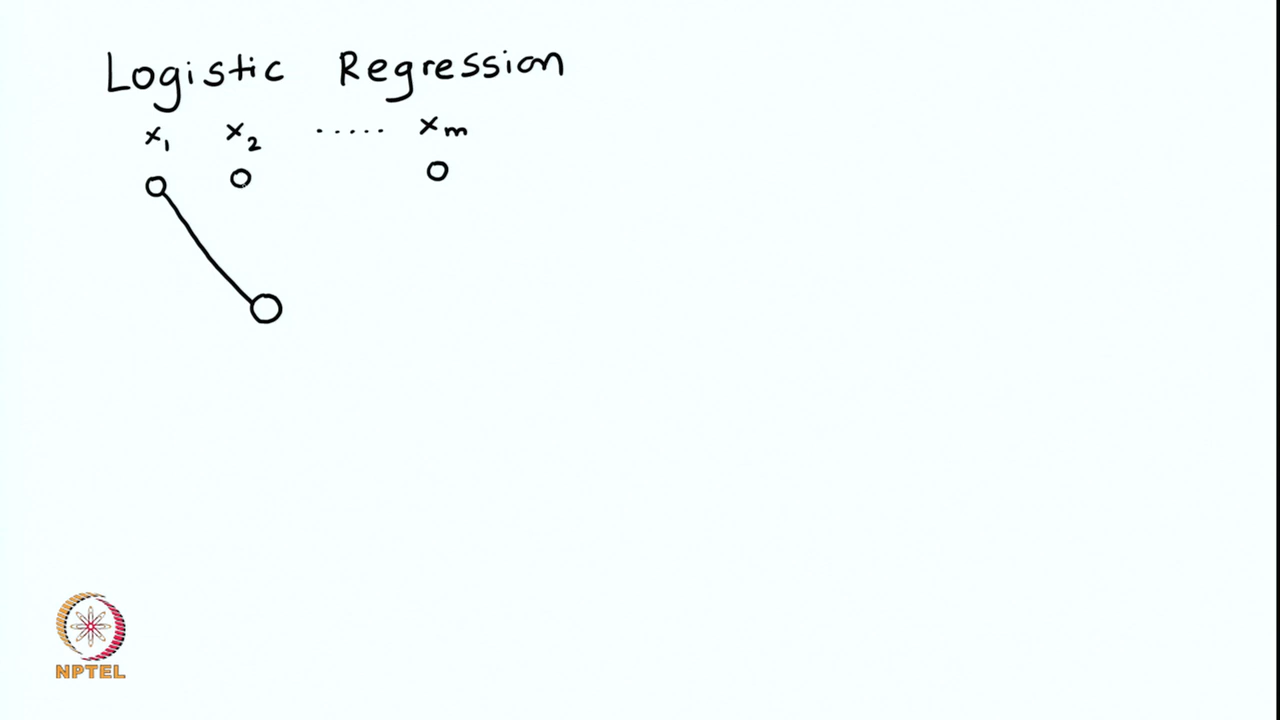 Logistic Regression
x₁ x₂ ..... xₘ
NPTEL